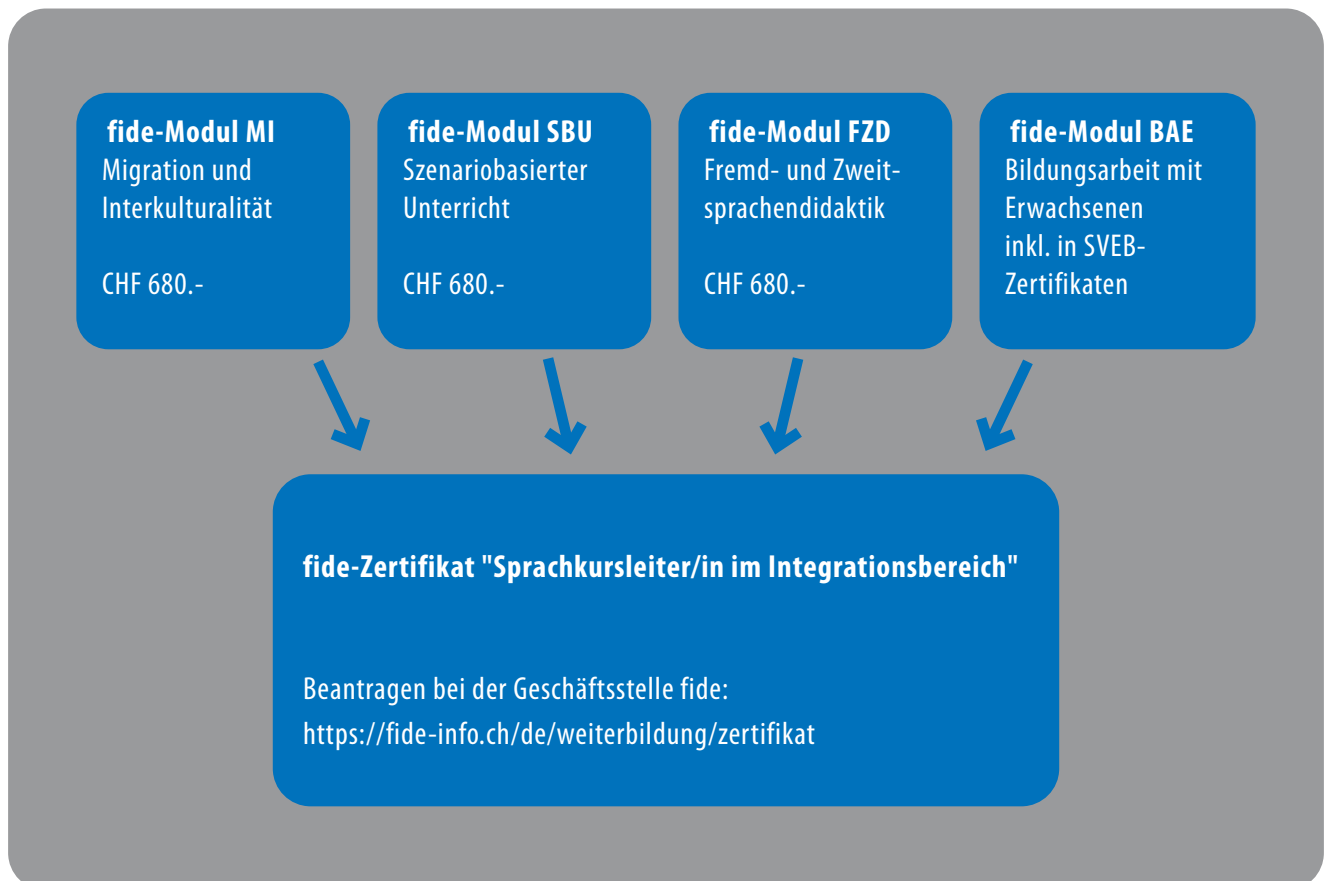 fide-Modul MI
Migration und
Interkulturalität
CHF 680.-
fide-Modul SBU
Szenariobasierter
Unterricht
CHF 680.-
fide-Modul FZD
Fremd- und Zweit-
sprachendidaktik
CHF 680.-
fide-Modul BAE
Bildungsarbeit mit
Erwachsenen
inkl. in SVEB-
Zertifikaten
fide-Zertifikat "Sprachkursleiter/in im Integrationsbereich"
Beantragen bei der Geschäftsstelle fide:
https://fide-info.ch/de/weiterbildung/zertifikat